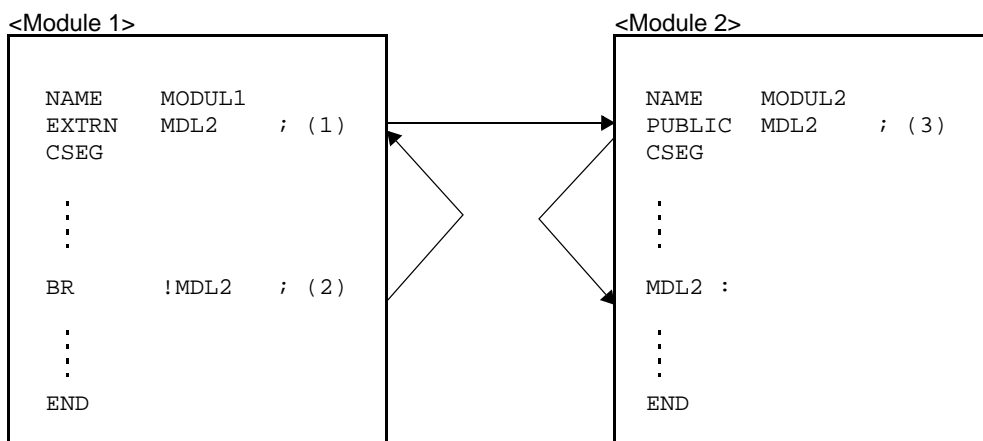 <Module 1>
NAME MODUL1
EXTRN MDL2 ; (1)
CSEG
BR !MDL2 ; (2)
END
<Module 2>
NAME MODUL2
PUBLIC MDL2 ; (3)
CSEG
MDL2 :
END